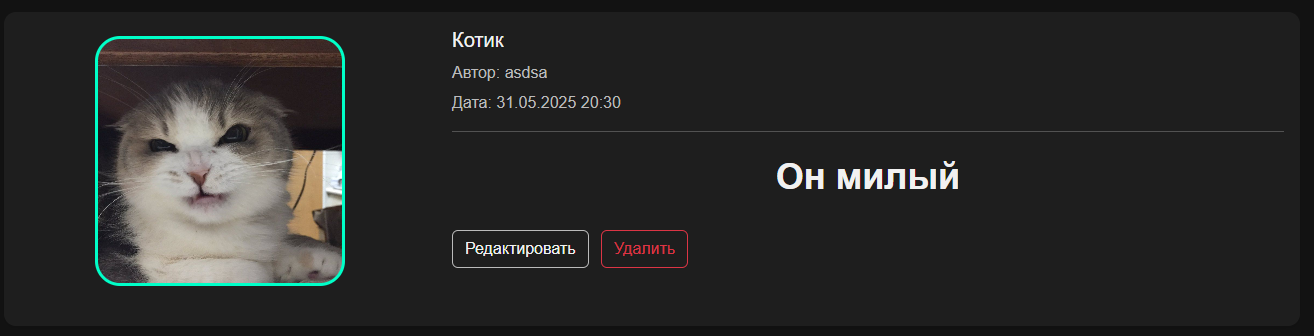 Котик
Автор: asdsa
Дата: 31.05.2025 20:30
Он милый
Редактировать Удалить